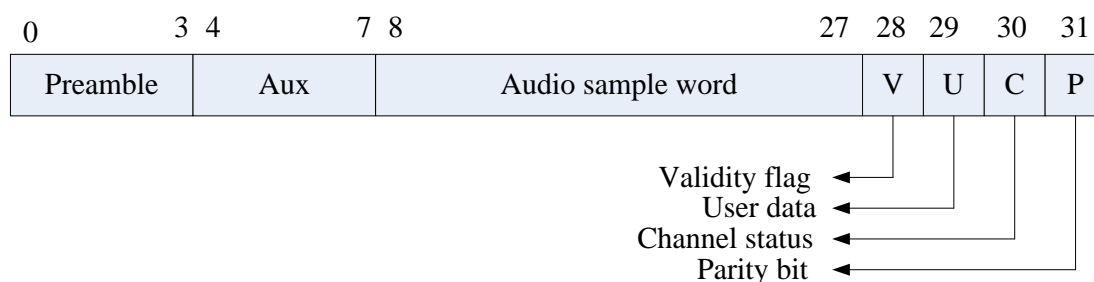 0 3 4 7 8 27 28 29 30 31
Preamble Aux Audio sample word V U C P
Validity flag
User data
Channel status
Parity bit